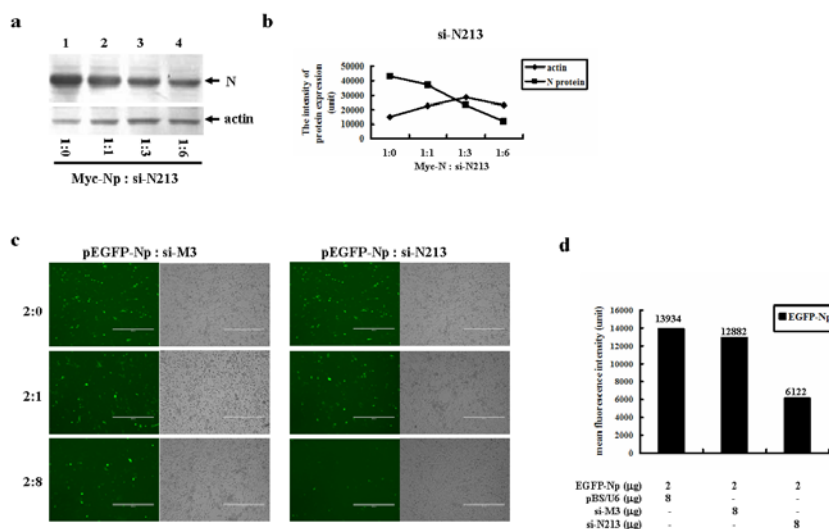 a
1 2 3 4
N
actin
1:0 1:1 1:3 1:6
Myc-Np : si-N213
b
si-N213
The intensity of
protein expression
(unit)
50000
40000
30000
20000
10000
0
1:0 1:1 1:3 1:6
Myc-N : si-N213
actin
N protein
c
pEGFP-Np : si-M3
pEGFP-Np : si-N213
2:0
2:1
2:8
d
mean fluorescence intensity (unit)
16000
14000
12000
10000
8000
6000
4000
2000
0
13934
12882
6122
EGFP-Np
EGFP-Np (µg) 2 2 2
pBS/U6 (µg) 8 - -
si-M3 (µg) - 8 -
si-N213 (µg) - - 8